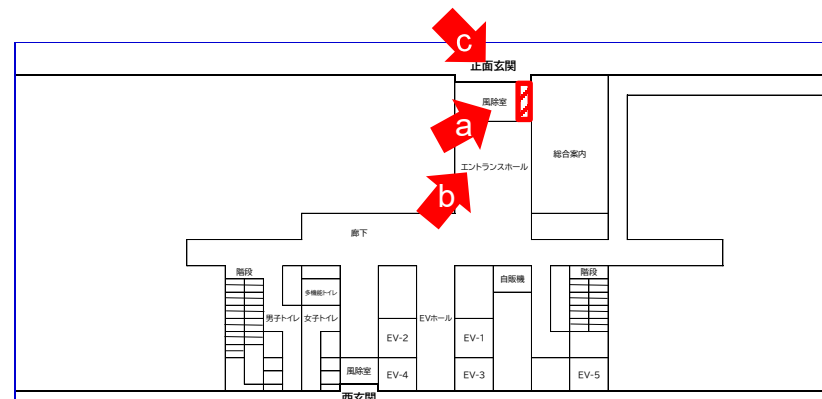 c
正面玄関
風除室
a
総合案内
エントランスホール
b
廊下
階段
自販機
階段
多機能トイレ
男子トイレ
女子トイレ
EVホール
EV-2
EV-1
風除室
EV-4
EV-3
EV-5
西玄関